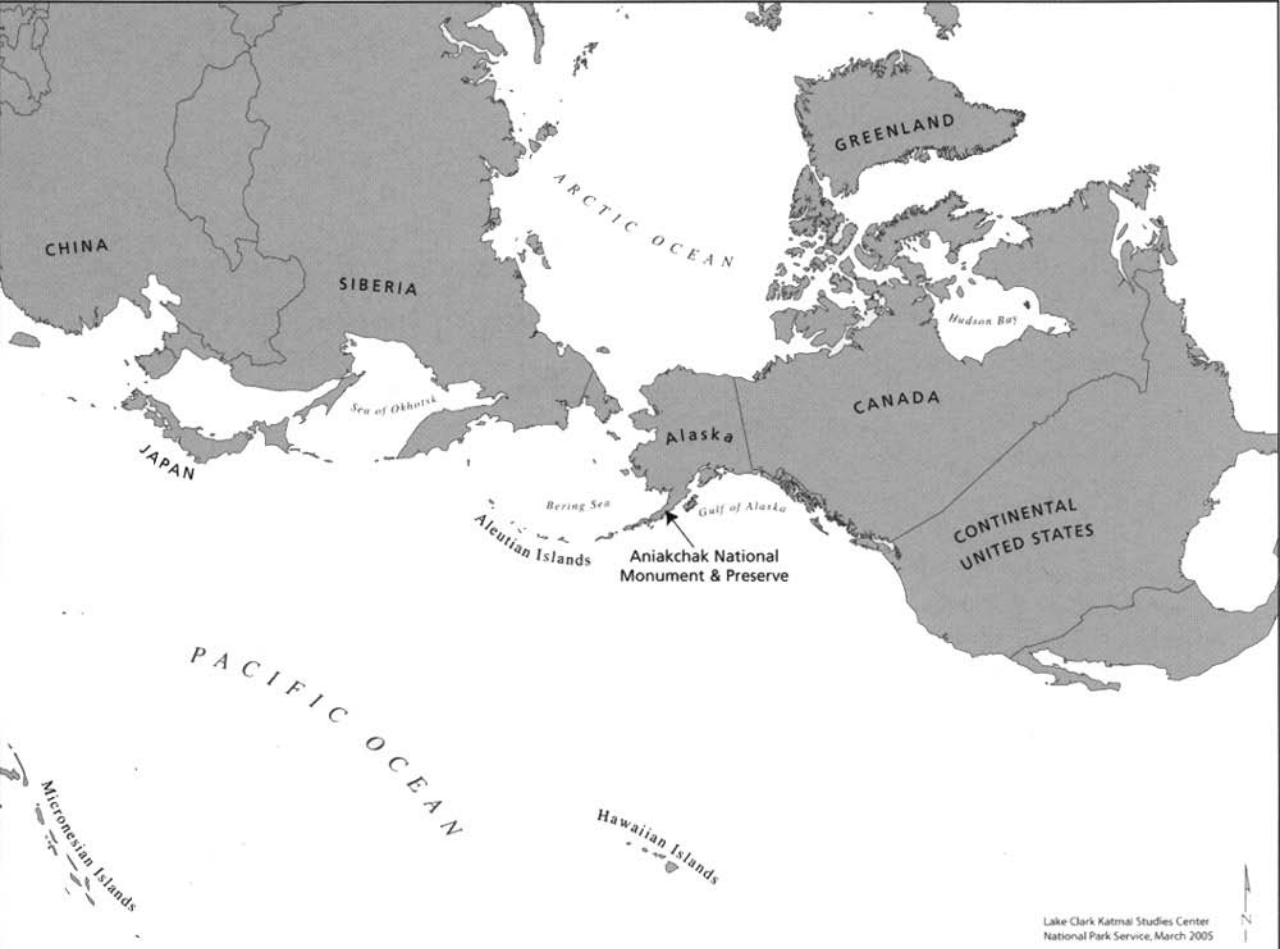 GREENLAND
ARCTIC OCEAN
CHINA
SIBERIA
Hudson Bay
Sea of Okhotsk
CANADA
Alaska
JAPAN
Bering Sea
Gulf of Alaska
Aleutian Islands
CONTINENTAL
UNITED STATES
Aniakchak National
Monument & Preserve
PACIFIC OCEAN
Micronesian Islands
Hawaiian Islands
Lake Clark Katmai Studies Center
National Park Service, March 2005
N